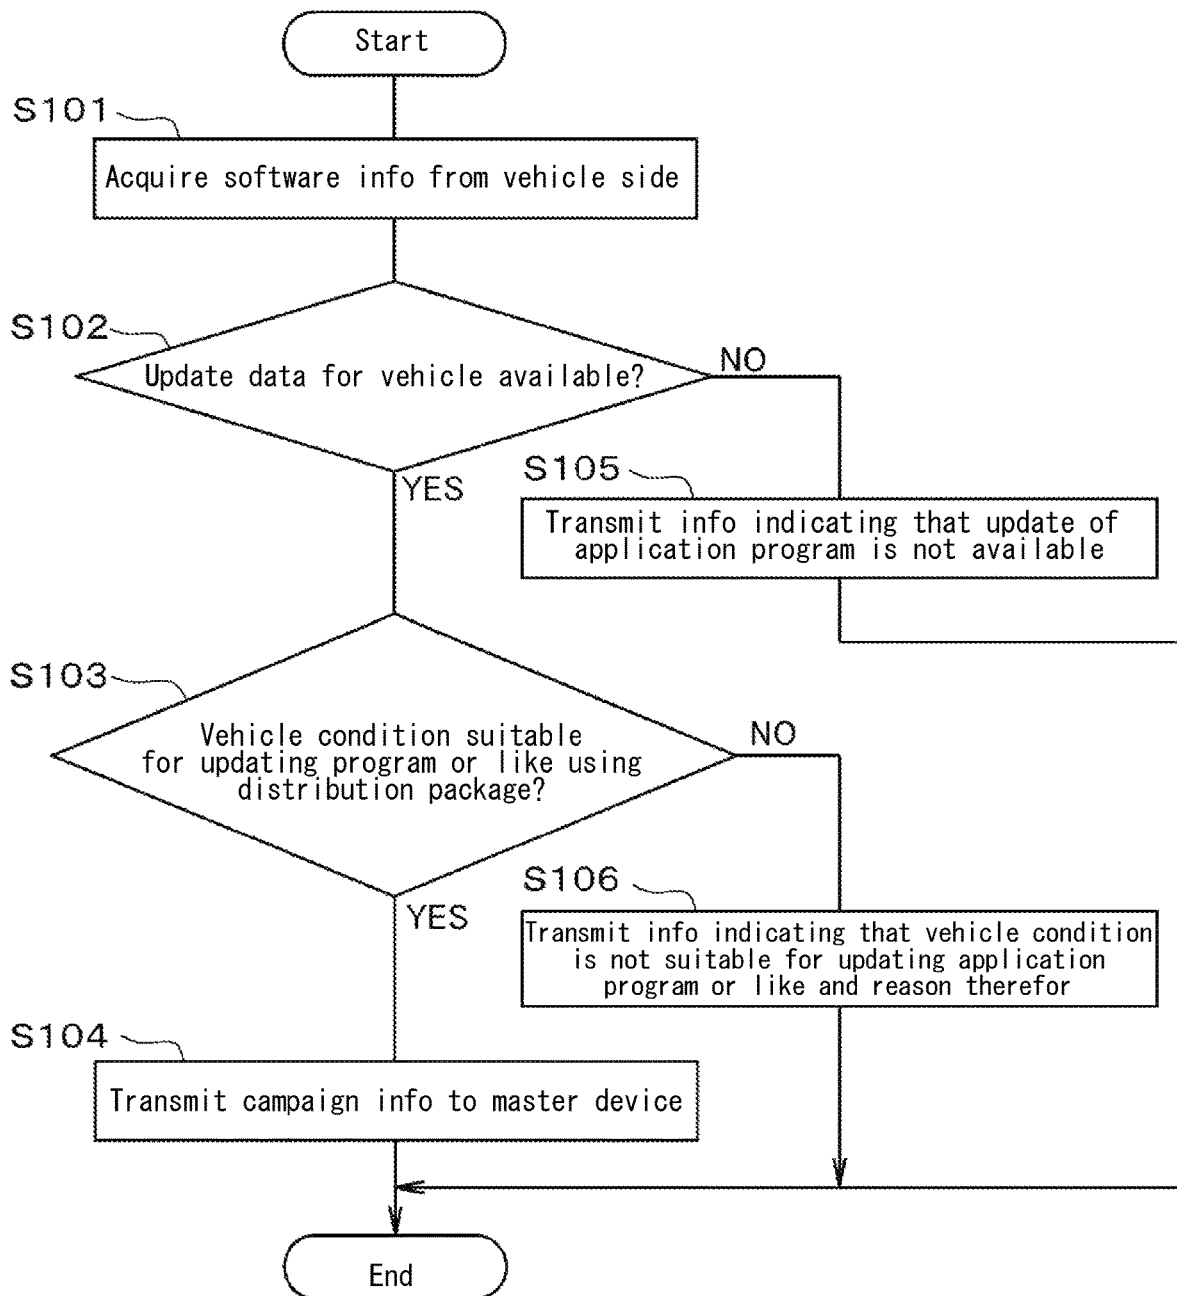 Start
S101
Acquire software info from vehicle side
S102
Update data for vehicle available?
NO
YES
S105
Transmit info indicating that update of
application program is not available
S103
Vehicle condition suitable
for updating program or like using
distribution package?
NO
YES
S106
Transmit info indicating that vehicle condition
is not suitable for updating application
program or like and reason therefor
S104
Transmit campaign info to master device
End